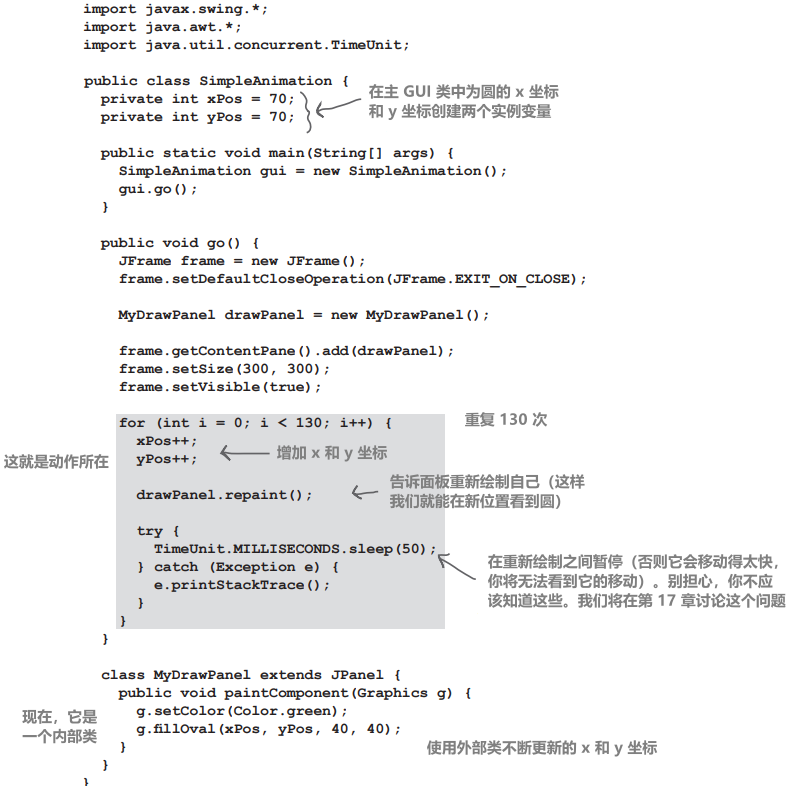 import javax.swing.*;
import java.awt.*;
import java.util.concurrent.TimeUnit;
public class SimpleAnimation {
private int xPos = 70;
private int yPos = 70;
在主 GUI 类中为圆的 x 坐标
和 y 坐标创建两个实例变量
public static void main(String[] args) {
SimpleAnimation gui = new SimpleAnimation();
gui.go();
}
public void go() {
JFrame frame = new JFrame();
frame.setDefaultCloseOperation(JFrame.EXIT_ON_CLOSE);
MyDrawPanel drawPanel = new MyDrawPanel();
frame.getContentPane().add(drawPanel);
frame.setSize(300, 300);
frame.setVisible(true);
for (int i = 0; i < 130; i++) {
重复 130 次
xPos++;
yPos++;
增加 x 和 y 坐标
这就是动作所在
drawPanel.repaint();
告诉面板重新绘制自己（这样
我们就能在新位置看到圆）
try {
TimeUnit.MILLISECONDS.sleep(50);
} catch (Exception e) {
e.printStackTrace();
}
}
在重新绘制之间暂停（否则它会移动得太快，
你将无法看到它的移动）。别担心，你不应
该知道这些。我们将在第 17 章讨论这个问题
}
class MyDrawPanel extends JPanel {
public void paintComponent(Graphics g) {
g.setColor(Color.green);
g.fillOval(xPos, yPos, 40, 40);
现在，它是
一个内部类
}
使用外部类不断更新的 x 和 y 坐标
}
}